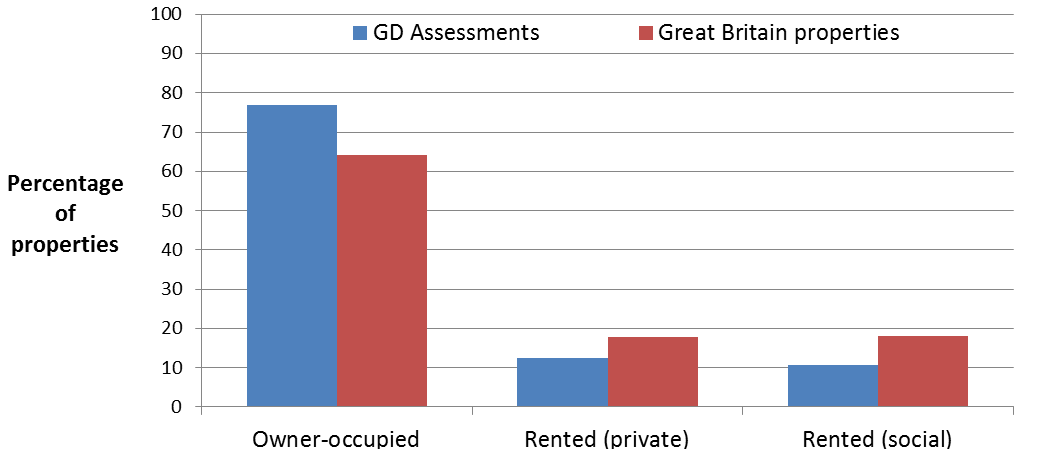 100
GD Assessments
Great Britain properties
90
80
70
60
Percentage
of
properties
50
40
30
20
10
0
Owner-occupied
Rented (private)
Rented (social)